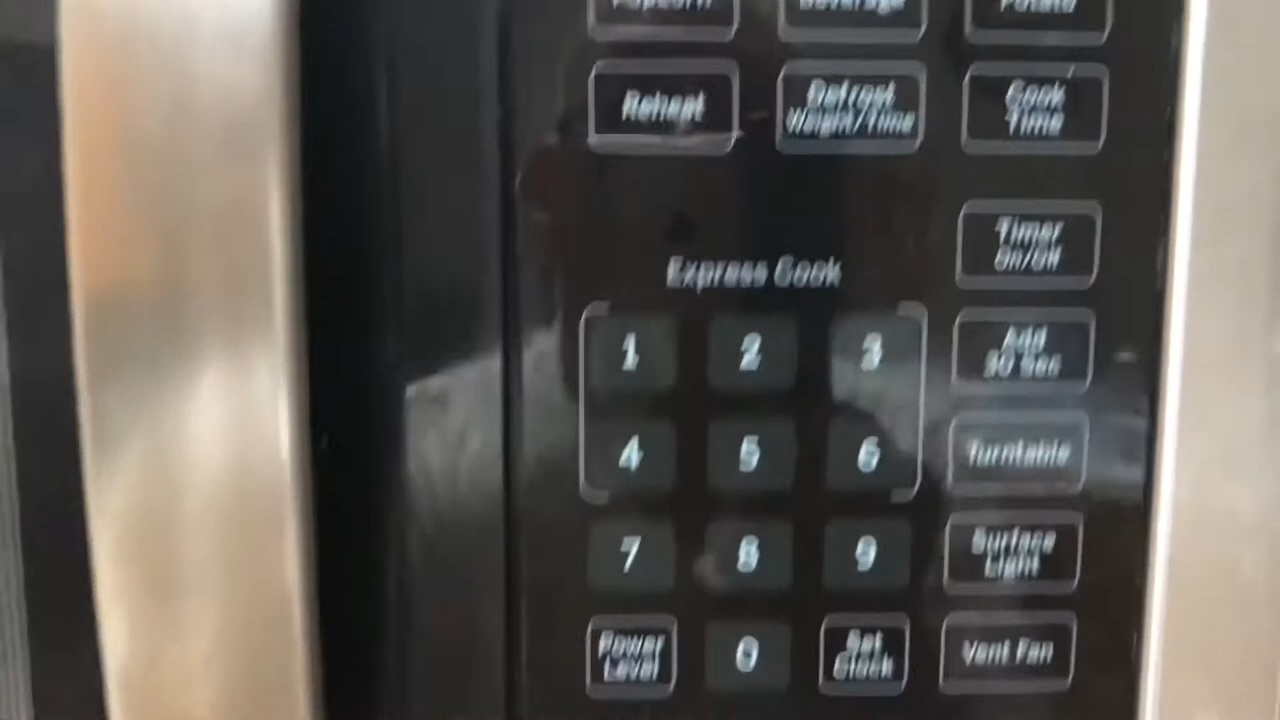 Popcorn
Beverage
Potato
Reheat
Defrost
Weight/Time
Cook
Time
Timer
On/Off
Express Cook
1 2 3
Add
30 Sec
4 5 6
Turntable
7 8 9
Surface
Light
Power
Level
0
Set
Clock
Vent Fan